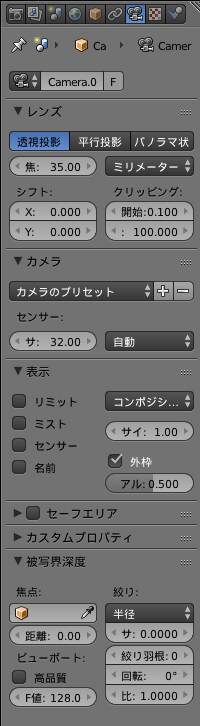 Ca Camer
Camera.0 F
レンズ
透視投影 平行投影 パノラマ状
焦: 35.00 ミリメーター
シフト: クリッピング:
X: 0.000 開始:0.100
Y: 0.000 : 100.000
カメラ
カメラのプリセット
センサー:
サ: 32.00 自動
表示
リミット コンポジシ...
ミスト サイ: 1.00
センサー 外枠
名前 アル:0.500
セーフエリア
カスタムプロパティ
被写界深度
焦点: 絞り:
半径
距離: 0.00 サ: 0.0000
ビューポート: 絞り羽根: 0
高品質 回転: 0°
F値: 128.0 比: 1.0000